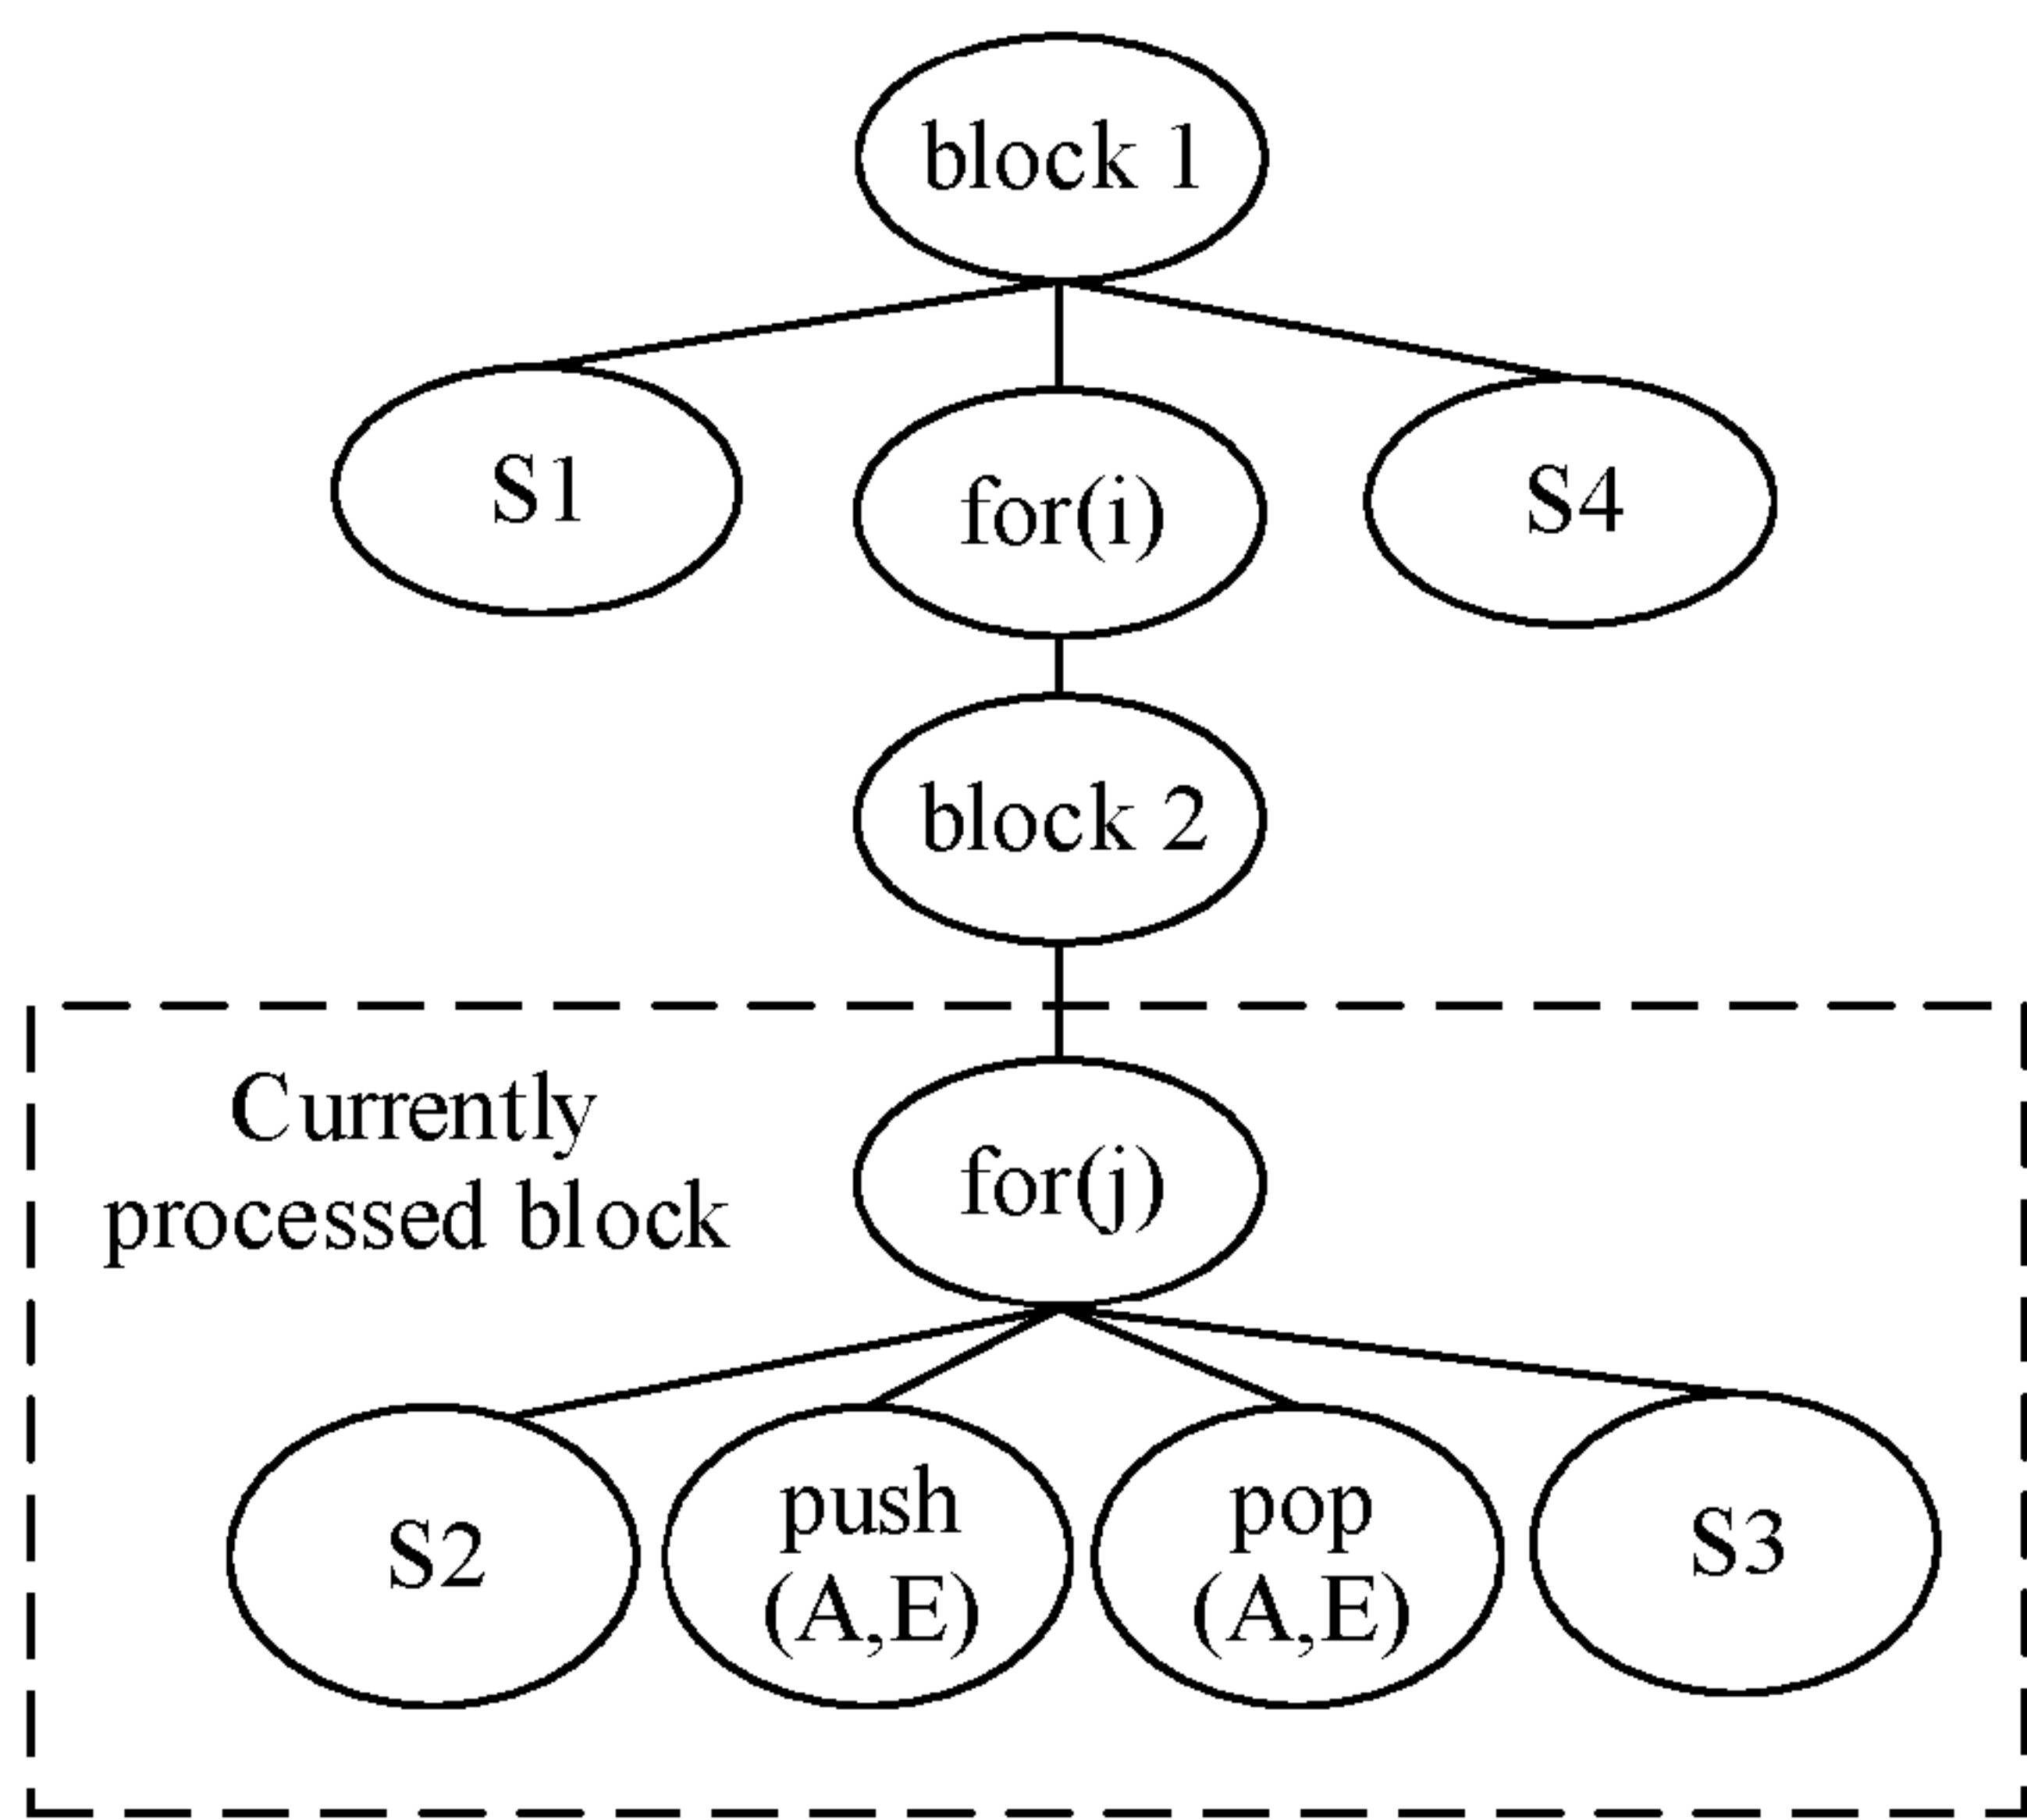 block 1
S1
for(i)
S4
block 2
Currently
processed block
for(j)
S2
push
(A,E)
pop
(A,E)
S3